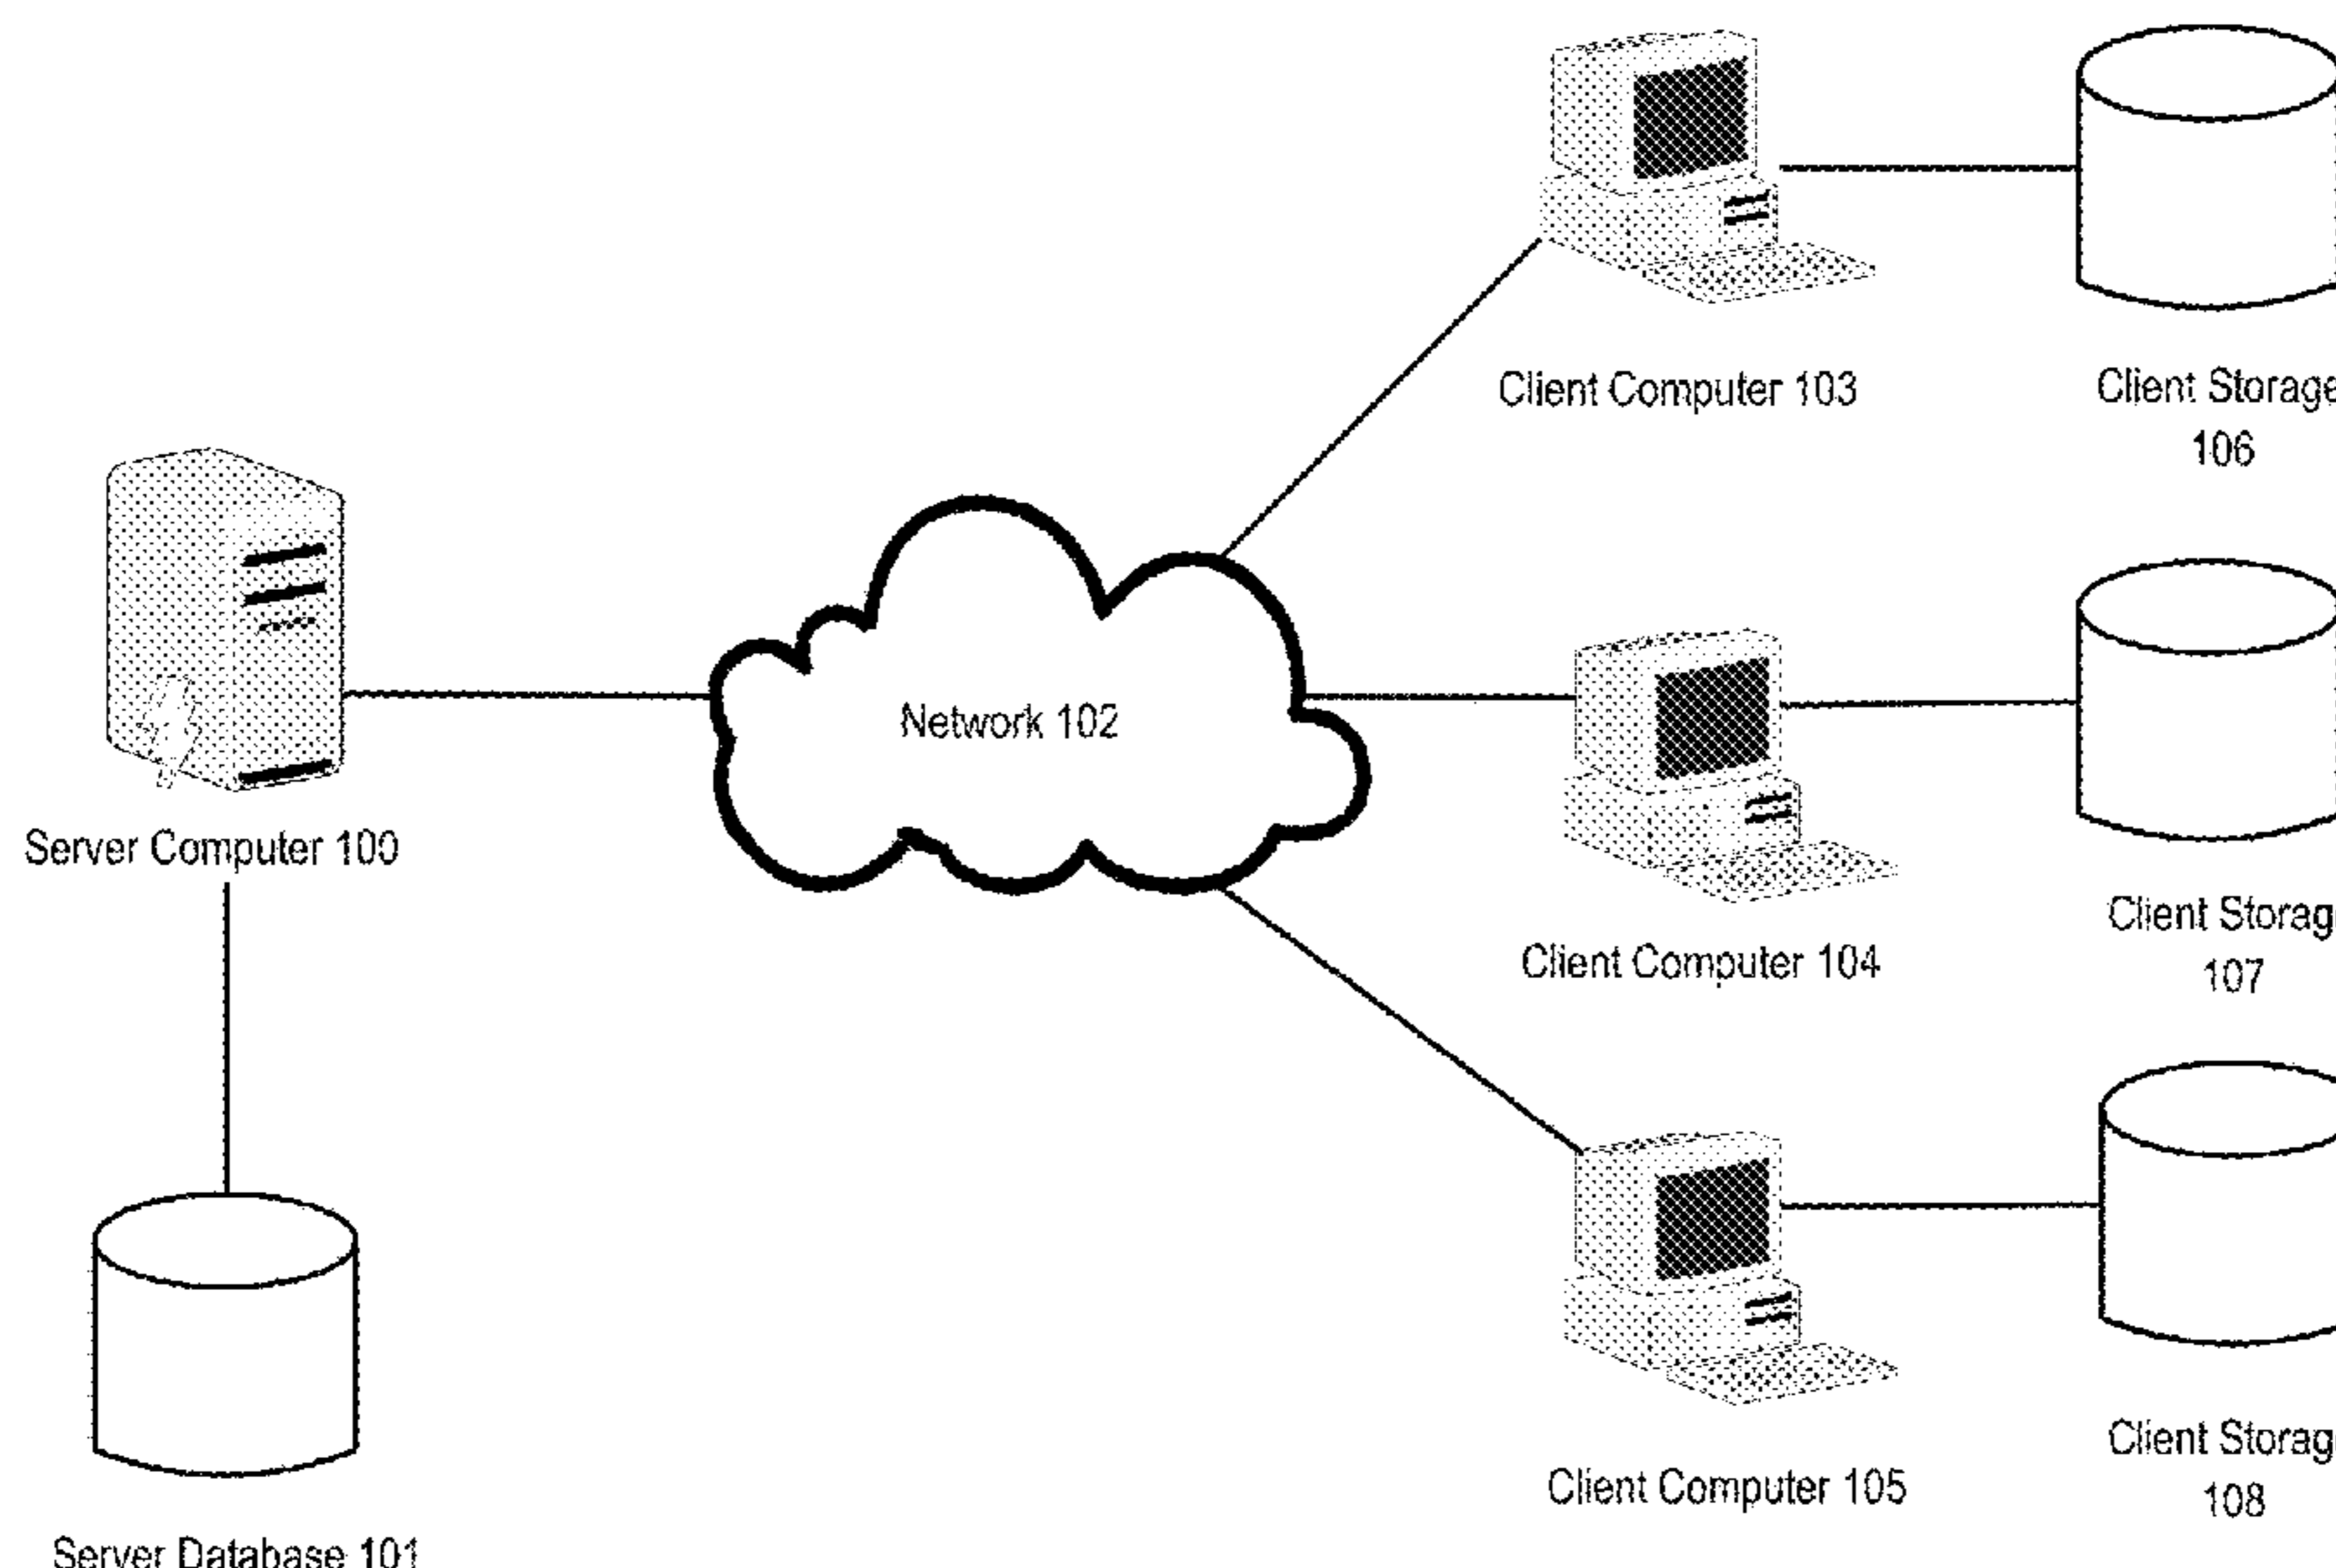 Client Computer 103
Client Storage
106
Network 102
Server Computer 100
Client Computer 104
Client Storag
107
Client Computer 105
Client Storag
108
Server Database 101